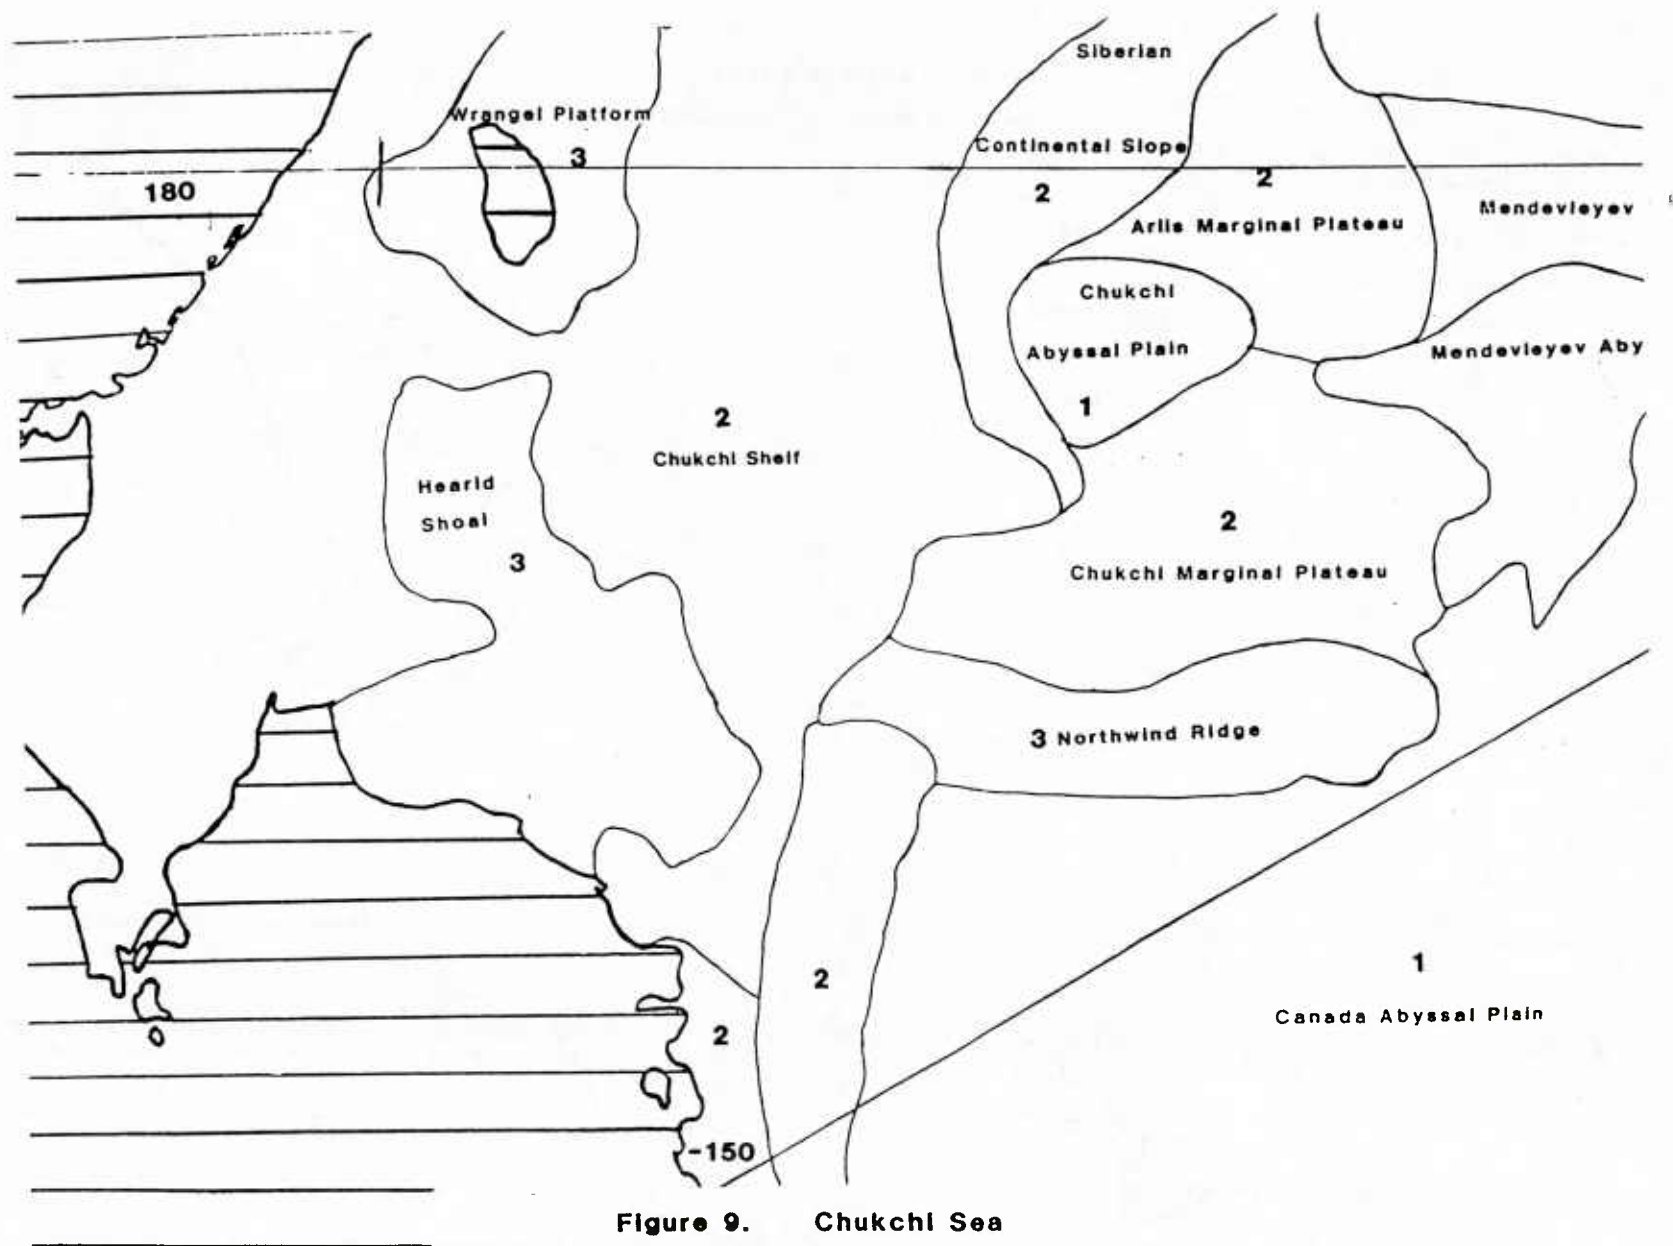 Siberian
Wrangel Platform
3
Continental Slope
180
2
2
Arlis Marginal Plateau
Mendevleyev
Chukchi
Abyssal Plain
Mendevleyev Aby
1
2
Chukchi Shelf
Hearld
Shoal
3
2
Chukchi Marginal Plateau
3 Northwind Ridge
2
1
Canada Abyssal Plain
2
-150
Figure 9. Chukchi Sea